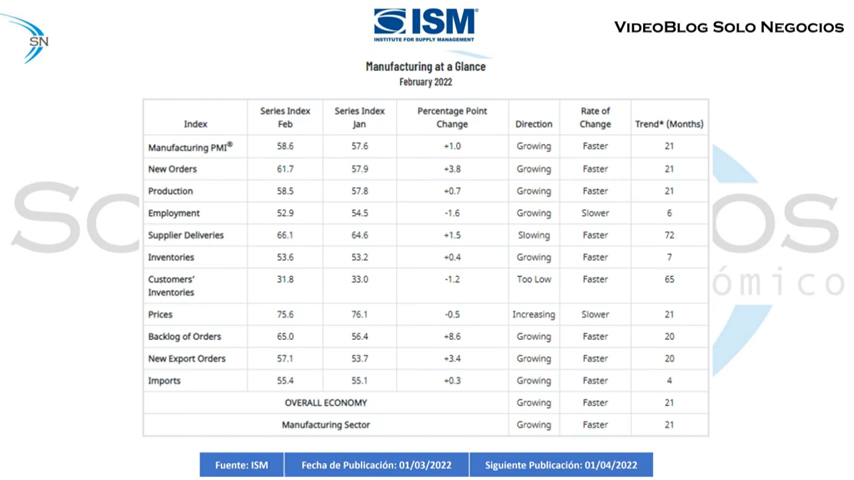 SN
ISM
INSTITUTE FOR SUPPLY MANAGEMENT
VIDEOBLOG SOLO NEGOCIOS
Manufacturing at a Glance
February 2022
Index Series Index Feb Series Index Jan Percentage Point Change Direction Rate of Change Trend* (Months)
Manufacturing PMI® 58.6 57.6 +1.0 Growing Faster 21
New Orders 61.7 57.9 +3.8 Growing Faster 21
Production 58.5 57.8 +0.7 Growing Faster 21
Employment 52.9 54.5 -1.6 Growing Slower 6
Supplier Deliveries 66.1 64.6 +1.5 Slowing Faster 72
Inventories 53.6 53.2 +0.4 Growing Faster 7
Customers' Inventories 31.8 33.0 -1.2 Too Low Faster 65
Prices 75.6 76.1 -0.5 Increasing Slower 21
Backlog of Orders 65.0 56.4 +8.6 Growing Faster 20
New Export Orders 57.1 53.7 +3.4 Growing Faster 20
Imports 55.4 55.1 +0.3 Growing Faster 4
OVERALL ECONOMY Growing Faster 21
Manufacturing Sector Growing Faster 21
Fuente: ISM Fecha de Publicación: 01/03/2022 Siguiente Publicación: 01/04/2022